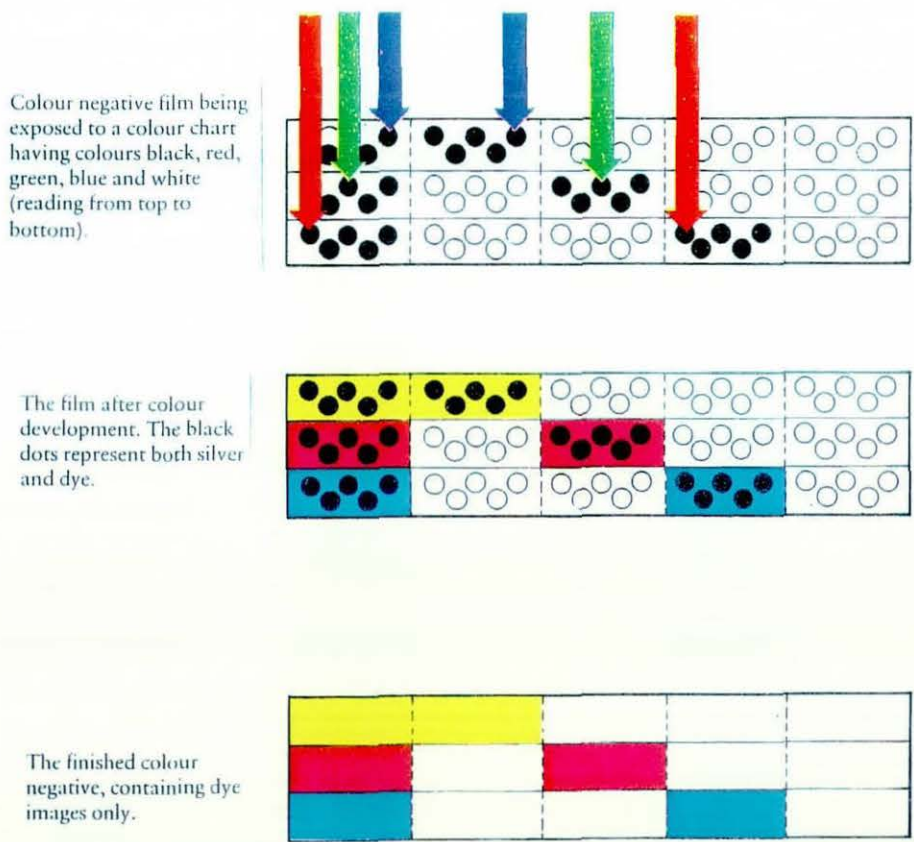 Colour negative film being
exposed to a colour chart
having colours black, red,
green, blue and white
(reading from top to
bottom).
The film after colour
development. The black
dots represent both silver
and dye.
The finished colour
negative, containing dye
images only.